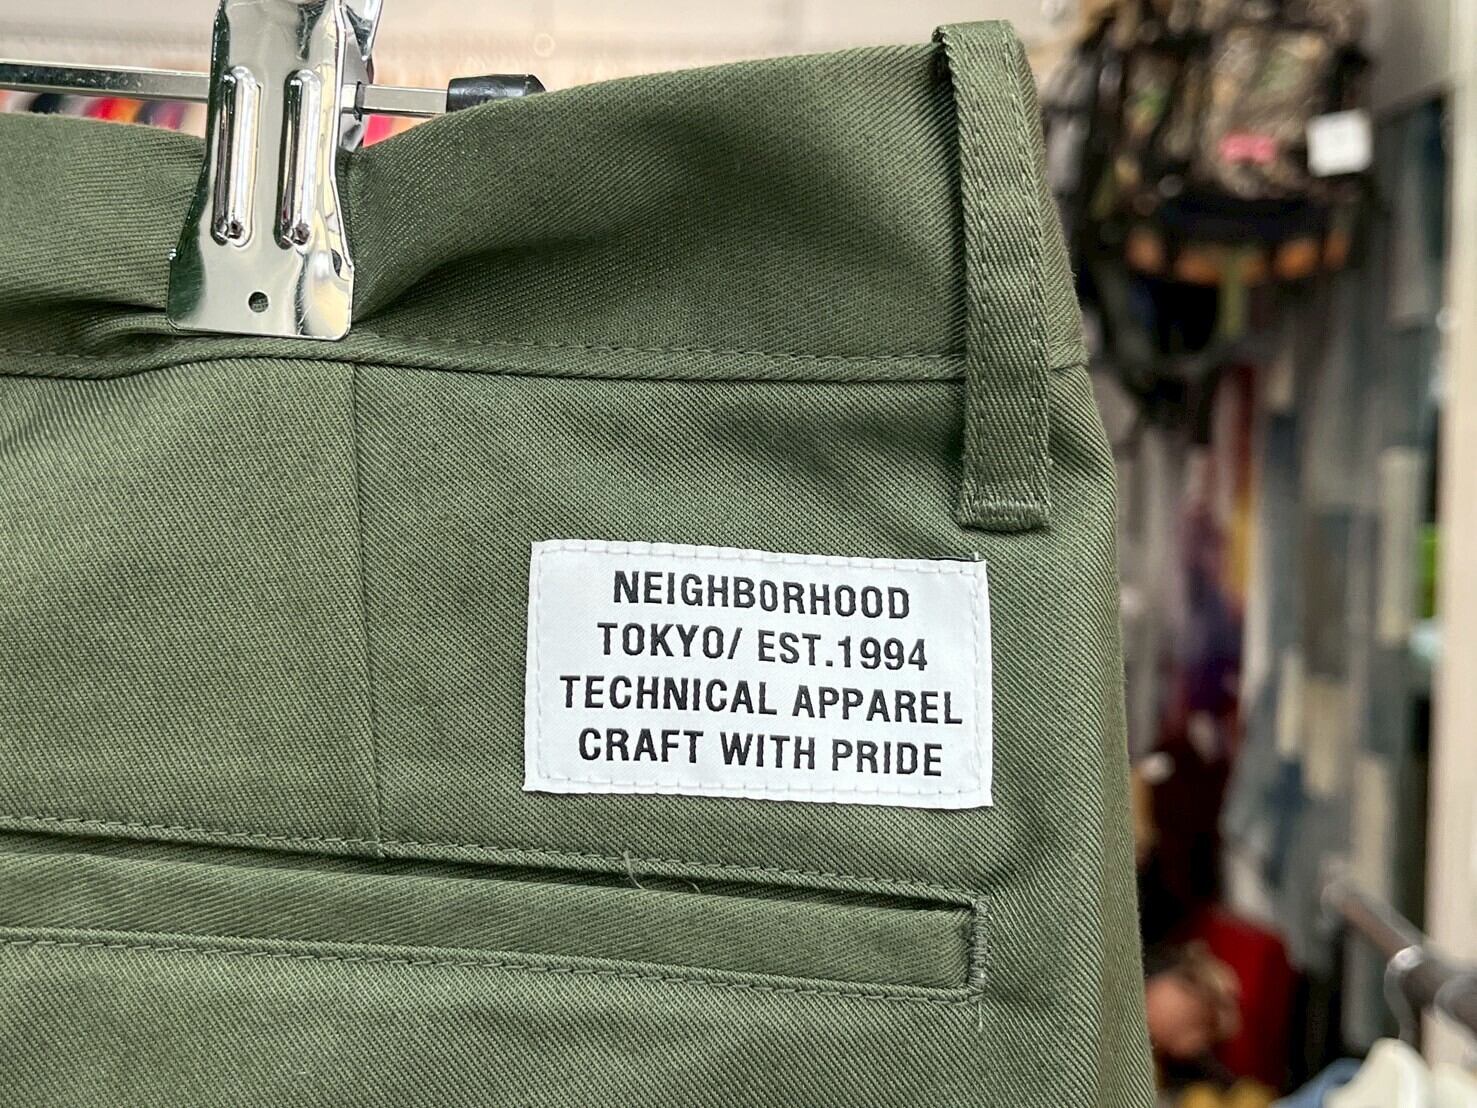 NEIGHBORHOOD
TOKYO/ EST.1994
TECHNICAL APPAREL
CRAFT WITH PRIDE